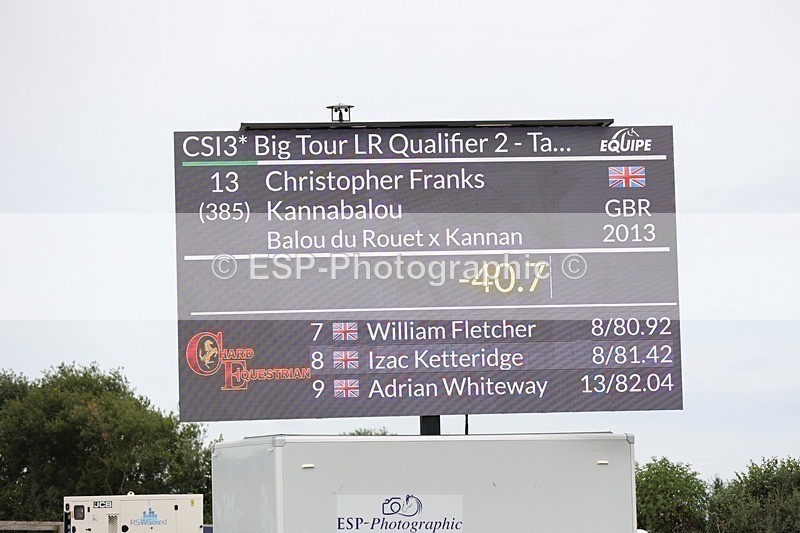 CSI3* Big Tour LR Qualifier 2 - Ta...
EQUIPE
13 Christopher Franks
(385) Kannabalou GBR
Balou du Rouet x Kannan 2013
© ESP-Photographic ©
-40.7
CHARD
EQUESTRIAN
7 William Fletcher 8/80.92
8 Izac Ketteridge 8/81.42
9 Adrian Whiteway 13/82.04
JCB
RSWSound
ESP-Photographic